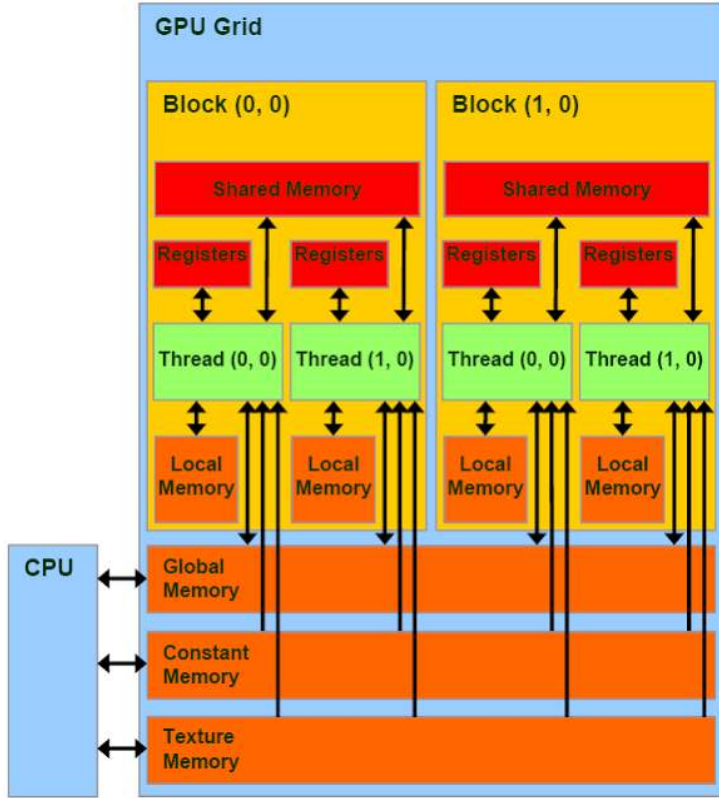 GPU Grid
Block (0, 0)
Shared Memory
Registers
Registers
Thread (0, 0)
Thread (1, 0)
Local
Memory
Local
Memory
Block (1, 0)
Shared Memory
Registers
Registers
Thread (0, 0)
Thread (1, 0)
Local
Memory
Local
Memory
CPU
Global
Memory
Constant
Memory
Texture
Memory